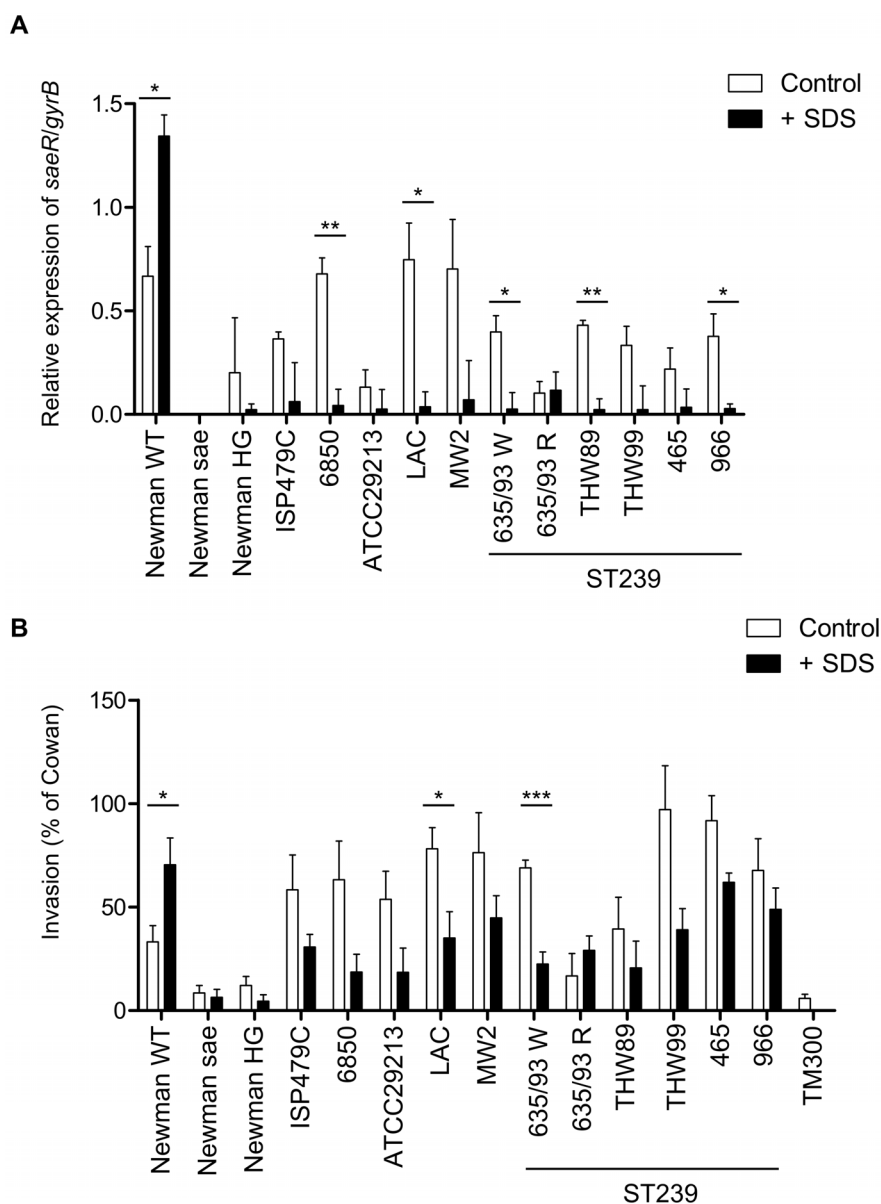 A
Relative expression of saeR/gyrB
Control
+ SDS
1.5
1.0
0.5
0.0
*
**
*
*
**
*
Newman WT
Newman sae
Newman HG
ISP479C
6850
ATCC29213
LAC
MW2
635/93 W
635/93 R
THW89
THW99
465
966
ST239
B
Invasion (% of Cowan)
Control
+ SDS
150
100
50
0
*
*
***
Newman WT
Newman sae
Newman HG
ISP479C
6850
ATCC29213
LAC
MW2
635/93 W
635/93 R
THW89
THW99
465
966
TM300
ST239